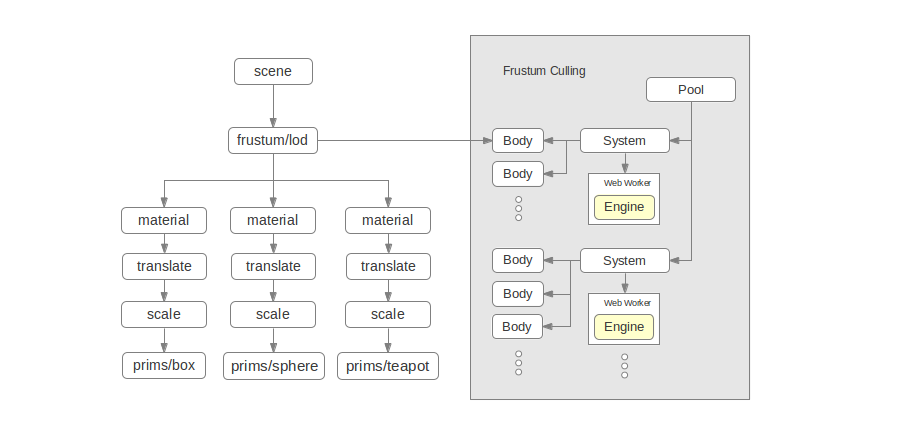 scene
frustum/lod
material
material
material
translate
translate
translate
scale
scale
scale
prims/box
prims/sphere
prims/teapot
Frustum Culling
Pool
Body
System
Body
Web Worker
Engine
Body
System
Body
Web Worker
Body
Engine